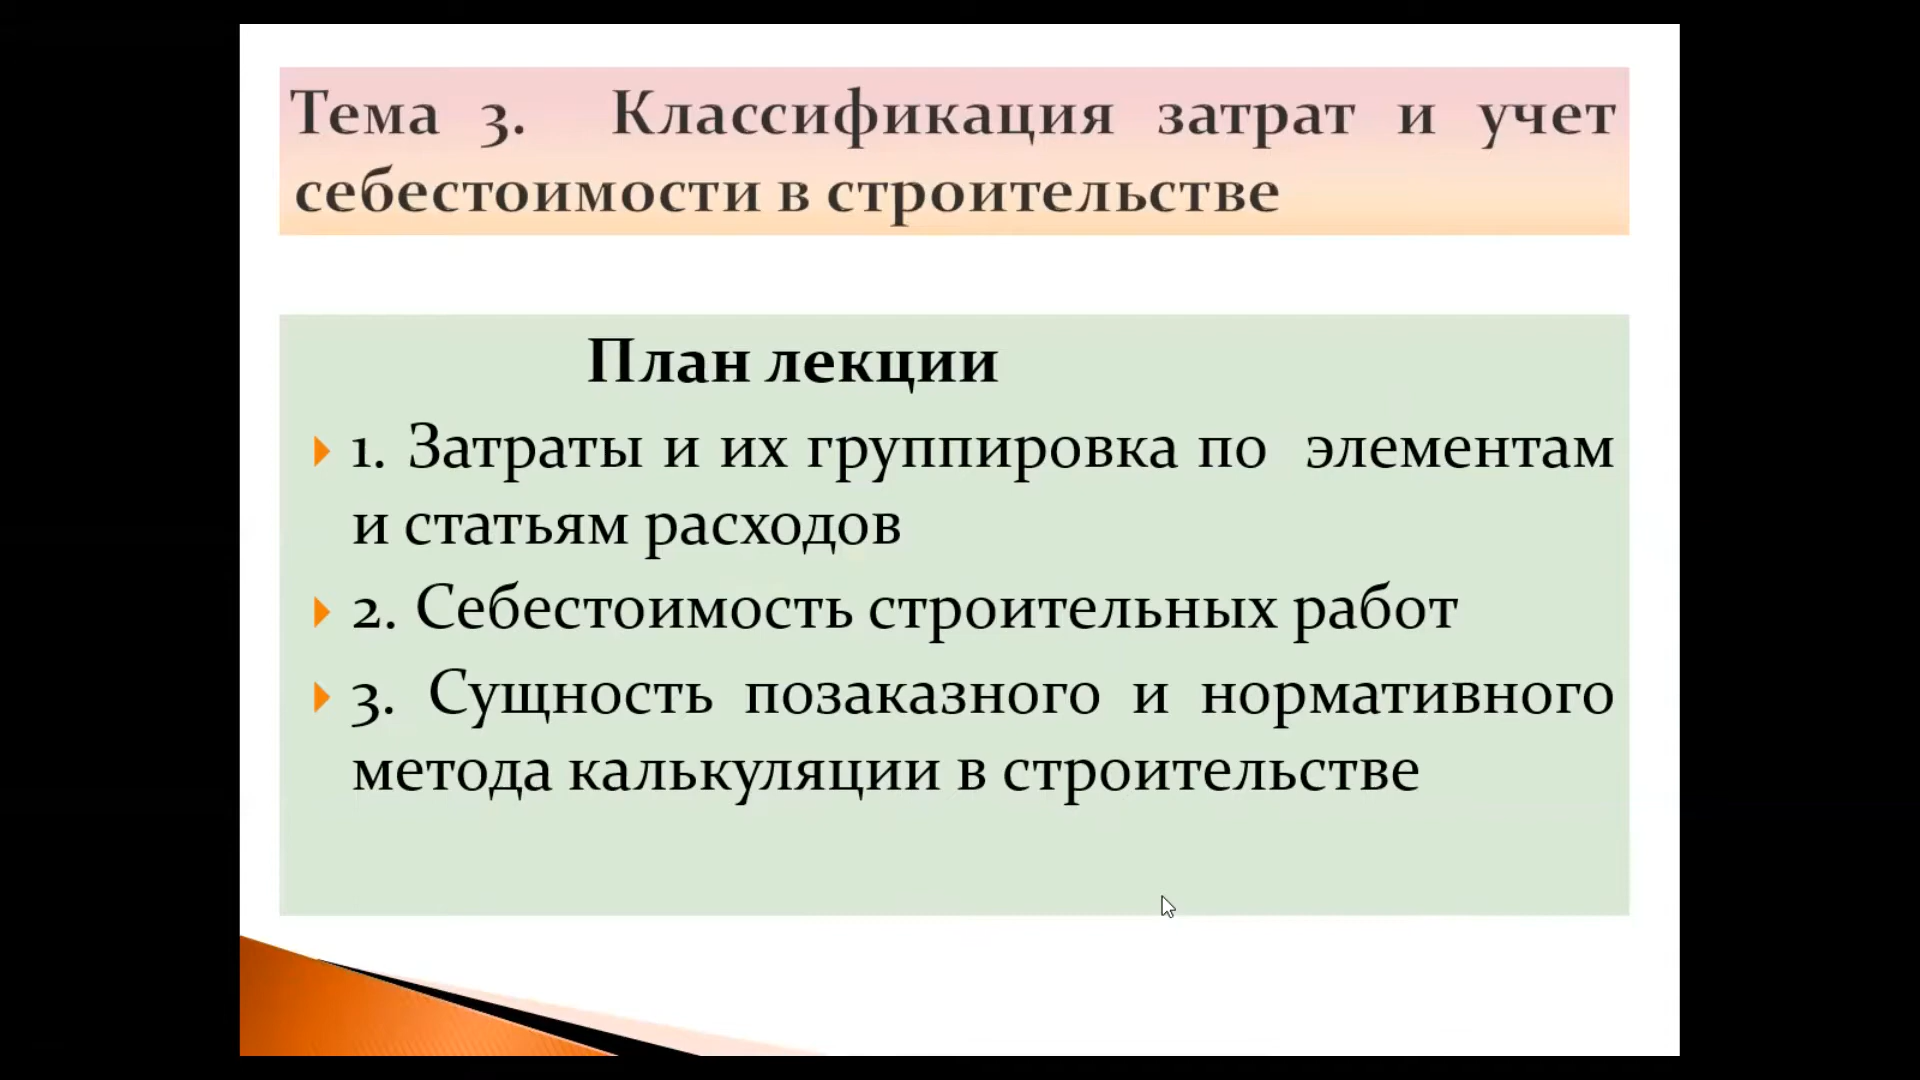 Тема 3. Классификация затрат и учет
себестоимости в строительстве
План лекции
1. Затраты и их группировка по элементам
и статьям расходов
2. Себестоимость строительных работ
3. Сущность позаказного и нормативного
метода калькуляции в строительстве